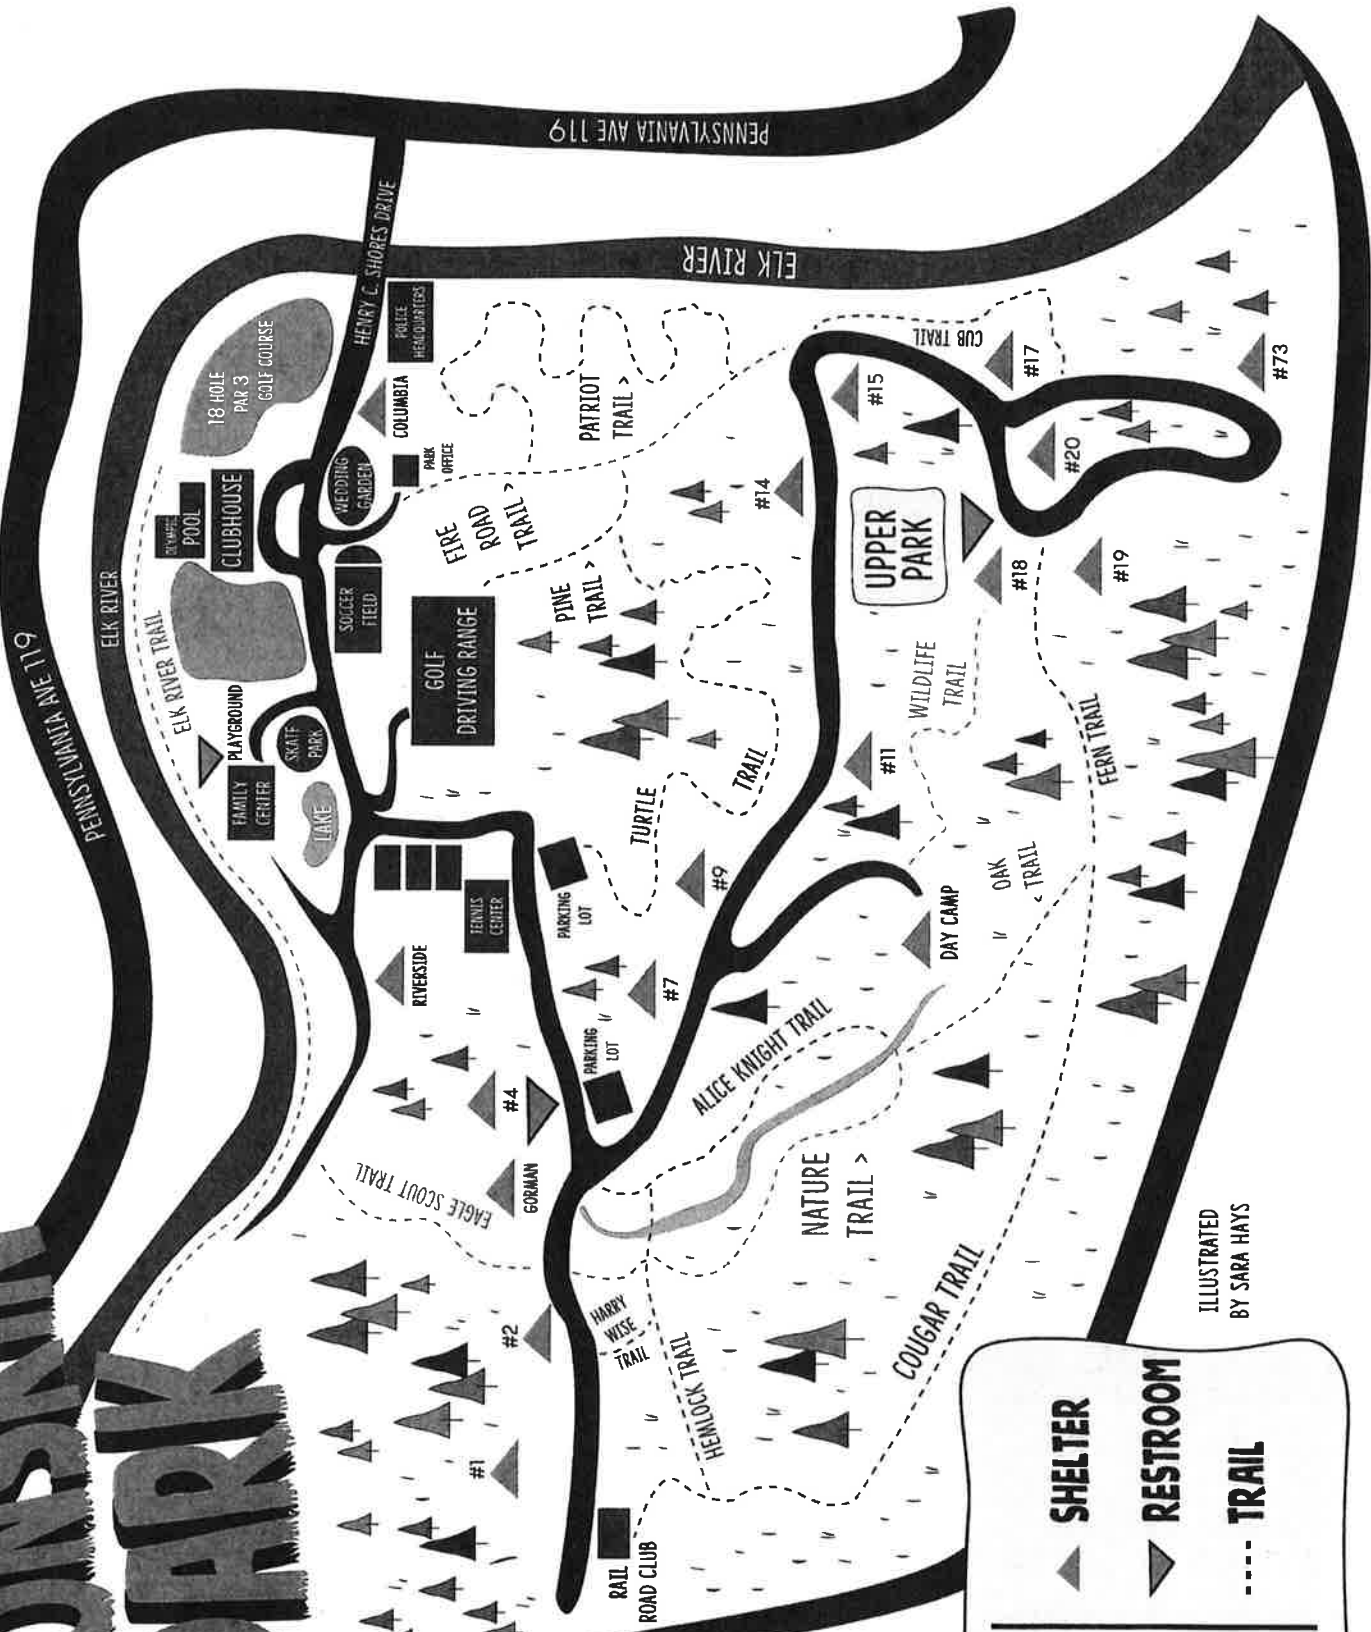 ONSKIN
PARK
PENNSYLVANIA AVE 119
ELK RIVER
ELK RIVER TRAIL
PLAYGROUND
FAMILY
CENTER
SKATE
PARK
LAKE
OLYMPIC
POOL
CLUBHOUSE
18 HOLE
PAR 3
GOLF COURSE
HENRY C. SHORES DRIVE
PENNSYLVANIA AVE 119
ELK RIVER
POLICE
HEADQUARTERS
COLUMBIA
WEDDING
GARDEN
PARK
OFFICE
SOCCER
FIELD
GOLF
DRIVING RANGE
FIRE
ROAD
TRAIL >
PINE
TRAIL >
PATRIOT
TRAIL >
RIVERSIDE
TENNIS
CENTER
PARKING
LOT
PARKING
LOT
EAGLE SCOUT TRAIL
GORMAN
#4
#2
#1
#7
#9
TURTLE
TRAIL
#11
#14
#15
CUB TRAIL
#17
#20
#73
UPPER
PARK
#18
#19
WILDLIFE
TRAIL
FERN TRAIL
OAK
TRAIL
DAY CAMP
ALICE KNIGHT TRAIL
NATURE
TRAIL >
HARRY
WISE
TRAIL
HEMLOCK TRAIL
COUGAR TRAIL
RAIL
ROAD CLUB
SHELTER
RESTROOM
TRAIL
ILLUSTRATED
BY SARA HAYS